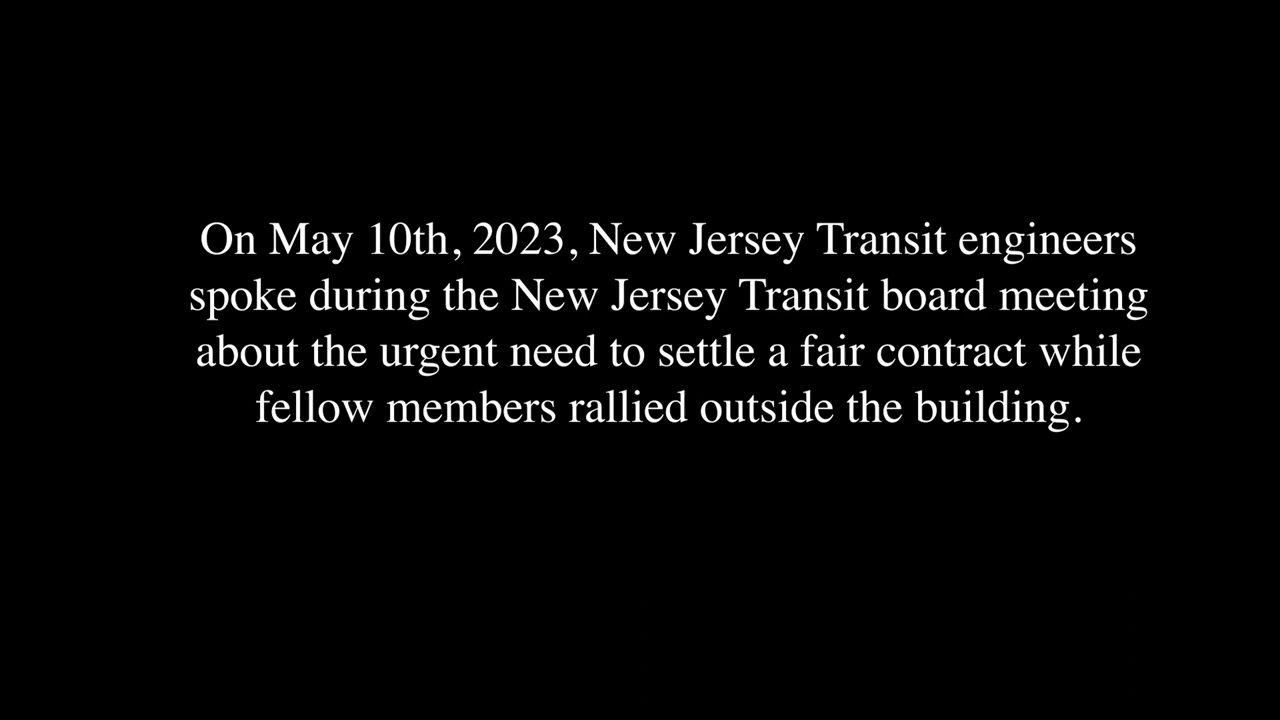 On May 10th, 2023, New Jersey Transit engineers
spoke during the New Jersey Transit board meeting
about the urgent need to settle a fair contract while
fellow members rallied outside the building.